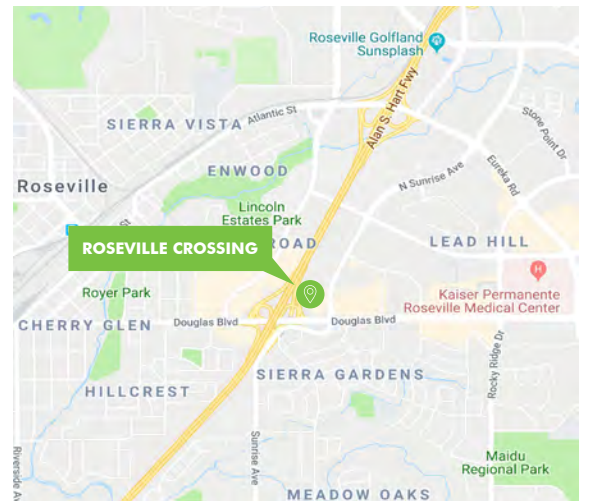 Roseville Golfland
Sunsplash
Alan S. Hart Fwy
Atlantic St
SIERRA VISTA
Stone Point Dr
ENWOOD
Eureka Rd
N Sunrise Ave
Roseville
Lincoln
Estates Park
St
ROSEVILLE CROSSING
ROAD
LEAD HILL
H
Royer Park
Kaiser Permanente
Roseville Medical Center
CHERRY GLEN
Douglas Blvd
Douglas Blvd
Rocky Ridge Dr
SIERRA GARDENS
HILLCREST
Sunrise Ave
Riverside Av
Maidu
Regional Park
MEADOW OAKS